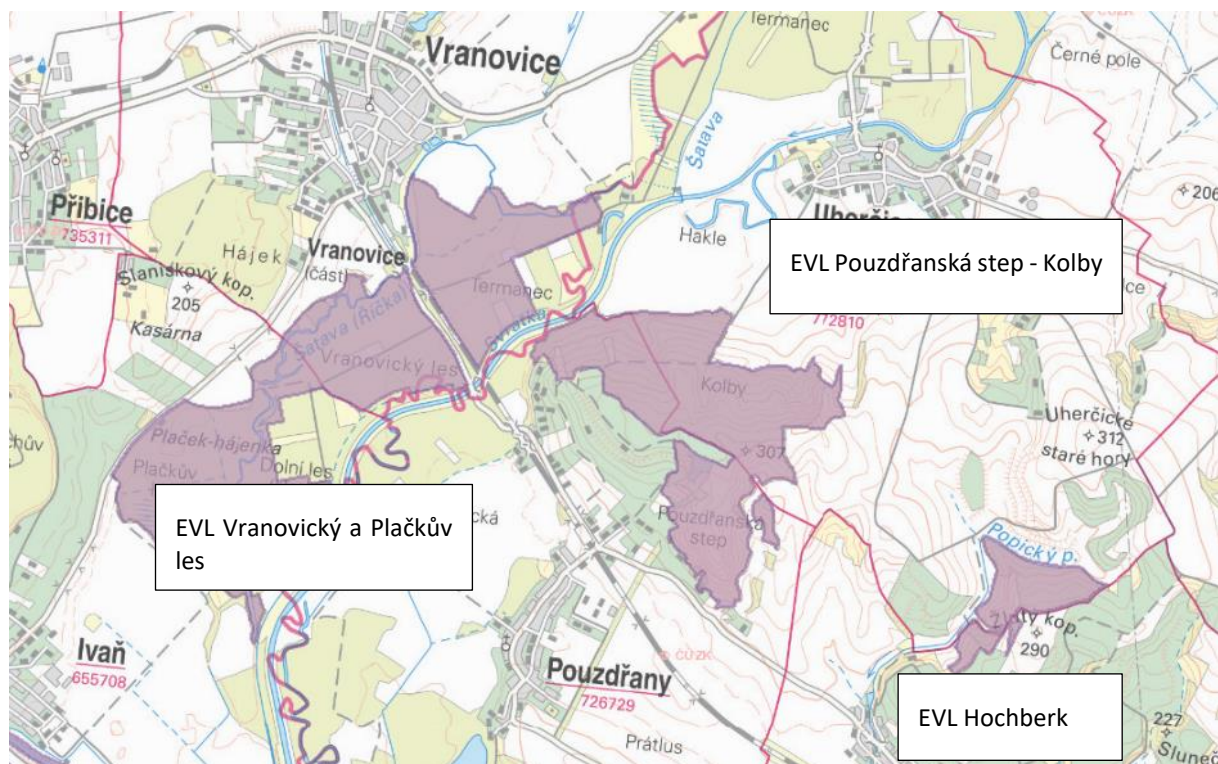 Vranovice
Termanec
Černé pole
Šatava
206
Přibice
735311
Hájek
Vranovice
(část)
Hakle
Slaniskový kop.
205
Kasárna
Termanec
Šatava (Říčka)
Svratka
EVL Pouzdřanská step - Kolby
772810
Vranovický les
Kolby
Uherčické
312
staré hory
Plaček-hájenka
Plačkův
Dolní les
307
EVL Vranovický a Plačkův
les
Pouzdřanská
step
Popický p.
kop.
290
Ivaň
655708
ČÚZK
Pouzdřany
726729
EVL Hochberk
227
Prátlus